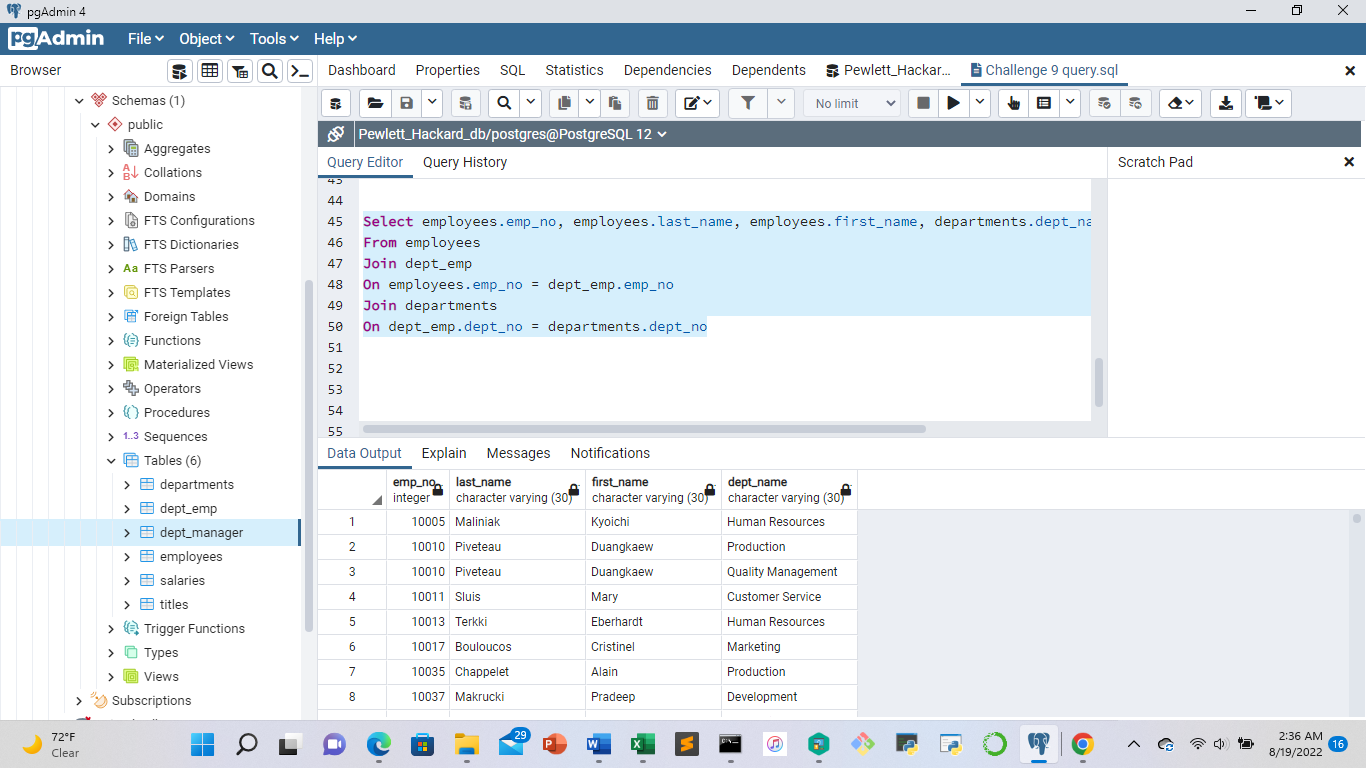 pgAdmin 4
pgAdmin File Object Tools Help
Browser
Dashboard Properties SQL Statistics Dependencies Dependents Pewlett_Hackar... Challenge 9 query.sql
No limit
Pewlett_Hackard_db/postgres@PostgreSQL 12
Query Editor Query History
Scratch Pad
Schemas (1)
public
Aggregates
Collations
Domains
FTS Configurations
FTS Dictionaries
Aa FTS Parsers
FTS Templates
Foreign Tables
Functions
Materialized Views
Operators
Procedures
1..3 Sequences
Tables (6)
departments
dept_emp
dept_manager
employees
salaries
titles
Trigger Functions
Types
Views
Subscriptions
43
44
45 Select employees.emp_no, employees.last_name, employees.first_name, departments.dept_na
46 From employees
47 Join dept_emp
48 On employees.emp_no = dept_emp.emp_no
49 Join departments
50 On dept_emp.dept_no = departments.dept_no
51
52
53
54
55
Data Output Explain Messages Notifications
emp_no last_name first_name dept_name
integer character varying (30) character varying (30) character varying (30)
1 10005 Maliniak Kyoichi Human Resources
2 10010 Piveteau Duangkaew Production
3 10010 Piveteau Duangkaew Quality Management
4 10011 Sluis Mary Customer Service
5 10013 Terkki Eberhardt Human Resources
6 10017 Bouloucos Cristinel Marketing
7 10035 Chappelet Alain Production
8 10037 Makrucki Pradeep Development
72°F
Clear
29
2:36 AM
8/19/2022
16